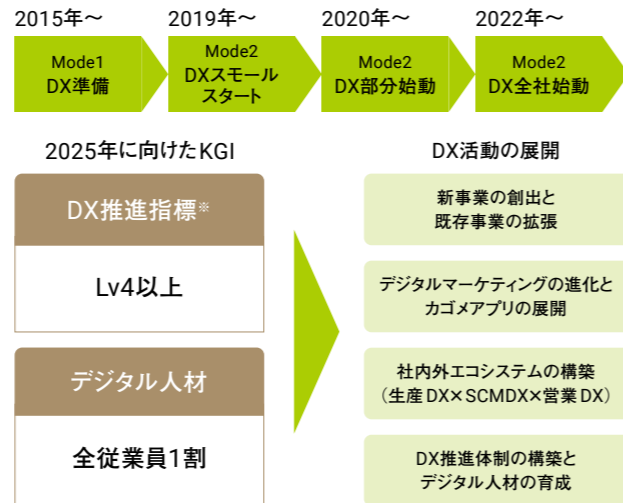 2015年～
2019年～
2020年～
2022年～
Mode1
DX準備
Mode2
DXスモール
スタート
Mode2
DX部分始動
Mode2
DX全社始動
2025年に向けたKGI
DX推進指標※
Lv4以上
デジタル人材
全従業員1割
DX活動の展開
新事業の創出と
既存事業の拡張
デジタルマーケティングの進化と
カゴメアプリの展開
社内外エコシステムの構築
（生産DX×SCMDX×営業DX）
DX推進体制の構築と
デジタル人材の育成